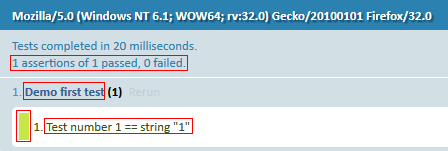 Mozilla/5.0 (Windows NT 6.1; WOW64; rv:32.0) Gecko/20100101 Firefox/32.0
Tests completed in 20 milliseconds.
1 assertions of 1 passed, 0 failed.
1. Demo first test (1) Rerun
1. Test number 1 == string "1"